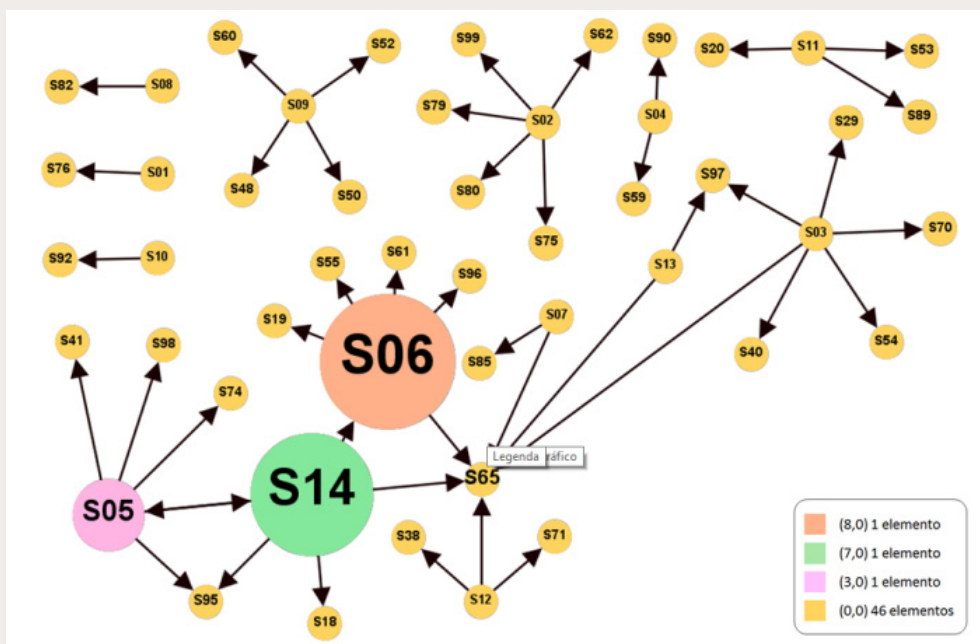 S60
S52
S99
S62
S90
S20
S11
S53
S82
S08
S09
S79
S02
S04
S89
S29
S76
S01
S48
S50
S80
S59
S97
S75
S03
S70
S92
S10
S13
S61
S55
S96
S19
S07
S06
S54
S40
S85
S41
S98
S74
Legenda
ráfico
S65
S14
S05
S38
S71
S95
S12
S18
(8,0) 1 elemento
(7,0) 1 elemento
(3,0) 1 elemento
(0,0) 46 elementos